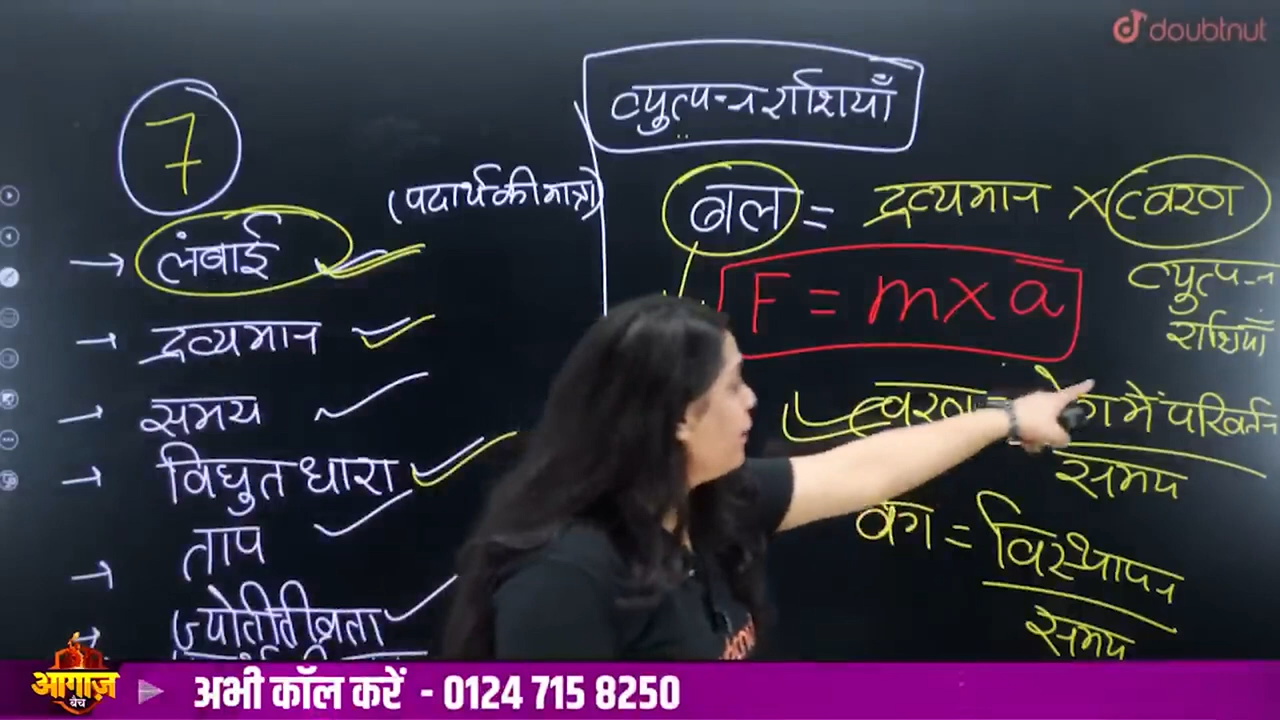 doubtnut
7
(पदार्थ की मात्रा)
→ लंबाई
→ द्रव्यमान
→ समय
→ विद्युत धारा
→ ताप
→ ज्योतीतीव्रता
व्युत्पन्न राशियाँ
बल = द्रव्यमान × त्वरण
व्युत्पन्न
राशियाँ
F = m × a
त्वरण = वेग में परिवर्तन
समय
वेग = विस्थापन
समय
आगाज़
बैच
अभी कॉल करें - 0124 715 8250